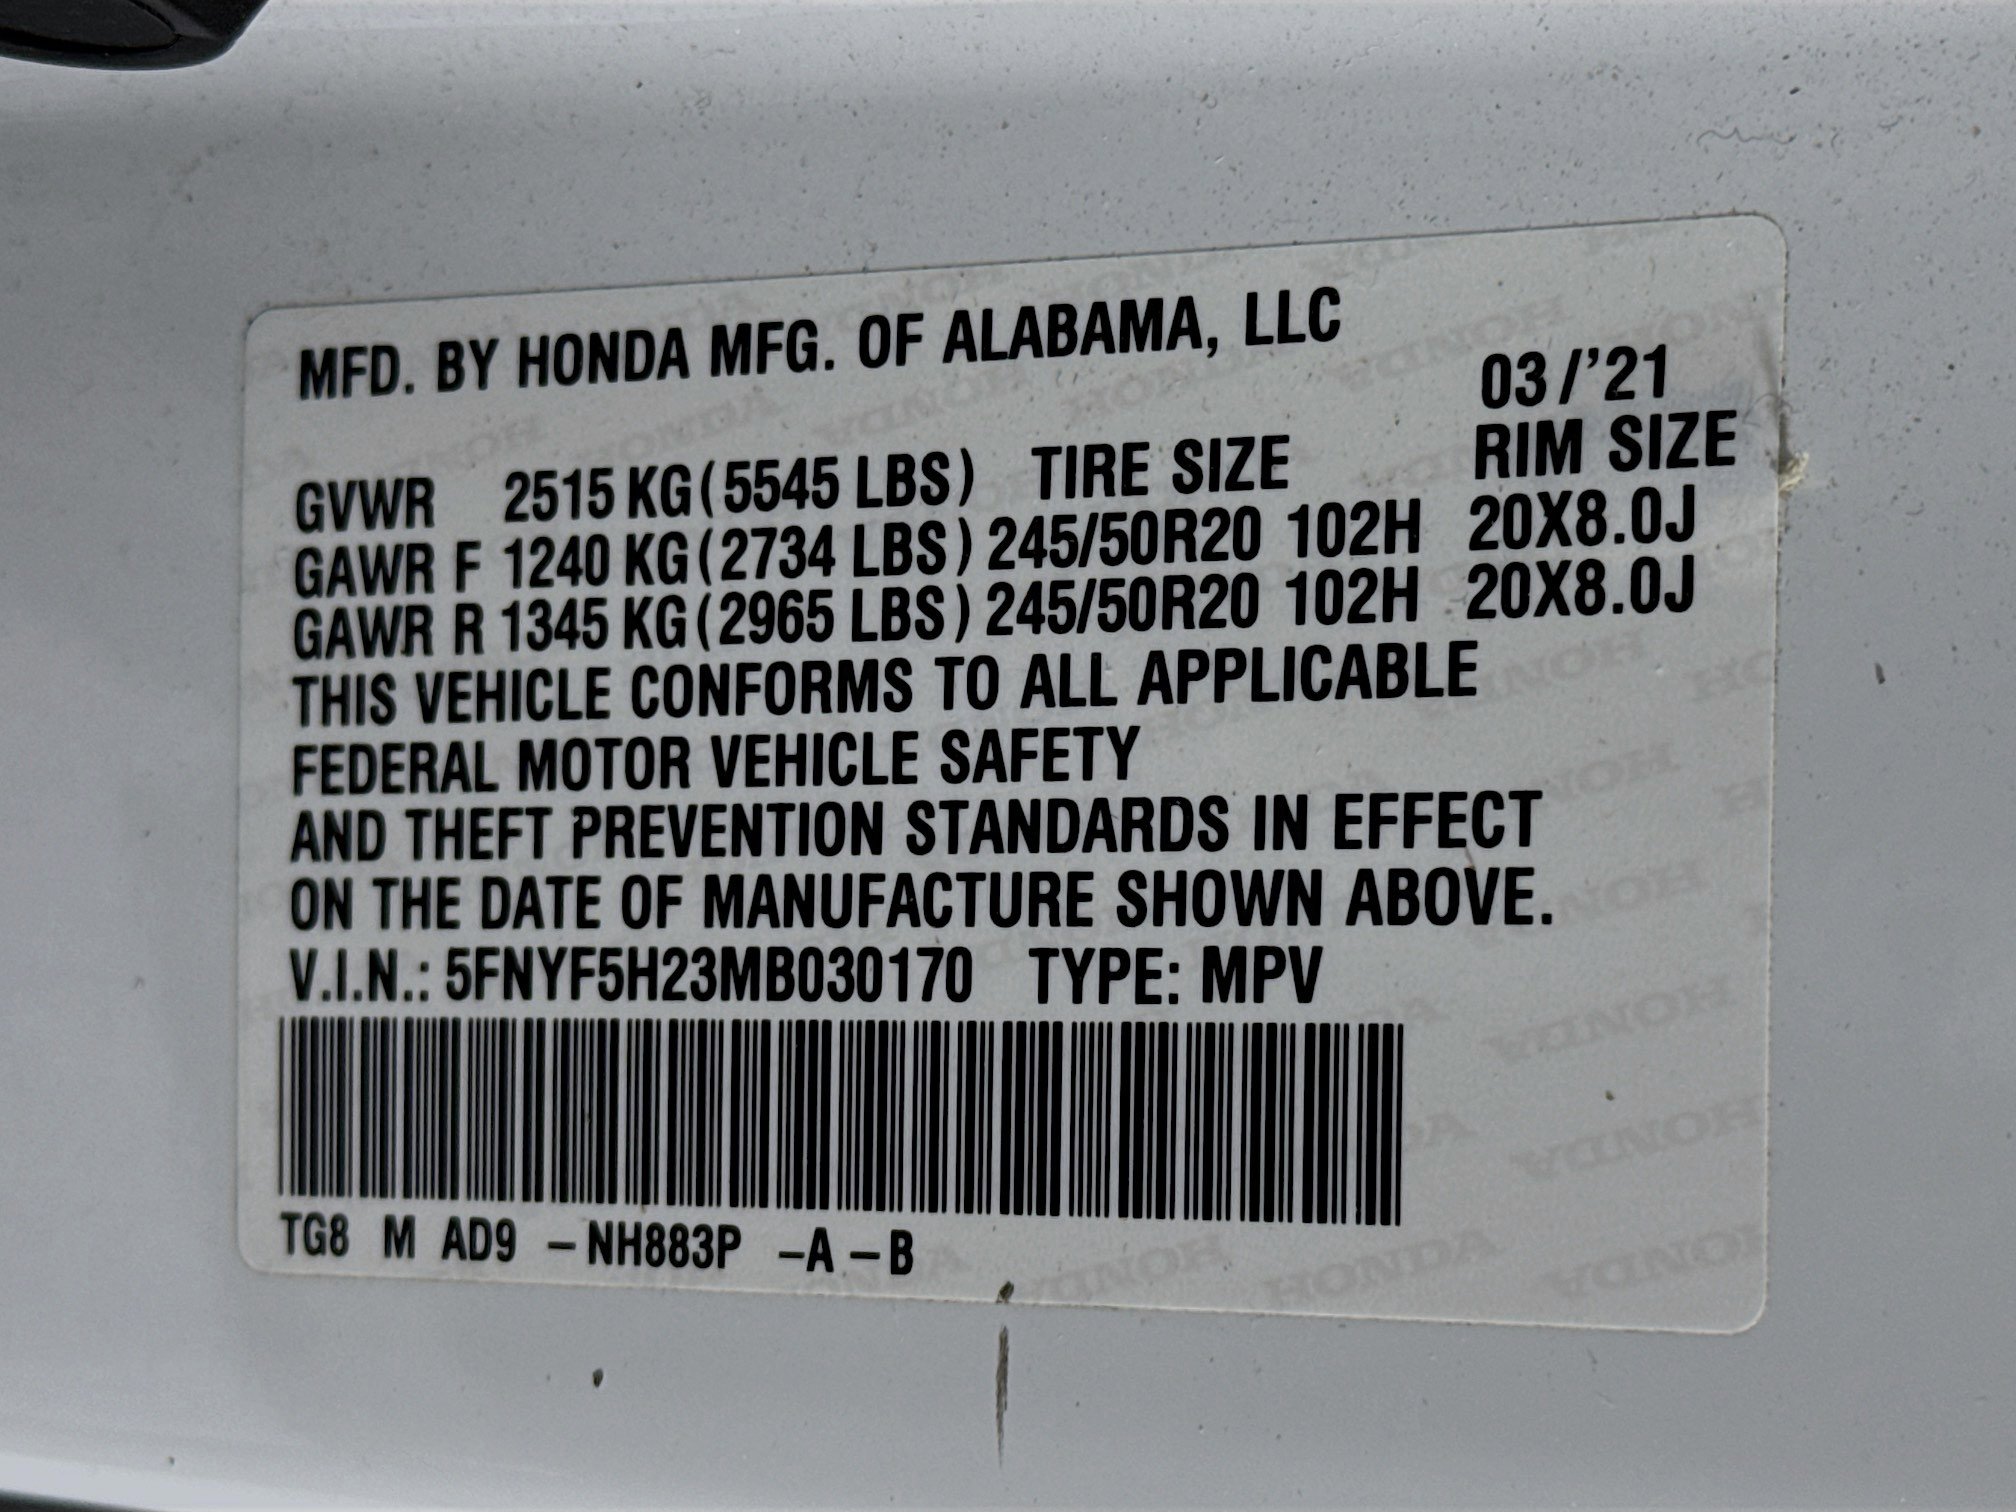 MFD. BY HONDA MFG. OF ALABAMA, LLC
03/'21
GVWR 2515 KG (5545 LBS) TIRE SIZE RIM SIZE
GAWR F 1240 KG (2734 LBS) 245/50R20 102H 20X8.0J
GAWR R 1345 KG (2965 LBS) 245/50R20 102H 20X8.0J
THIS VEHICLE CONFORMS TO ALL APPLICABLE
FEDERAL MOTOR VEHICLE SAFETY
AND THEFT PREVENTION STANDARDS IN EFFECT
ON THE DATE OF MANUFACTURE SHOWN ABOVE.
V.I.N.: 5FNYF5H23MB030170 TYPE: MPV
TG8 M AD9 -NH883P -A -B